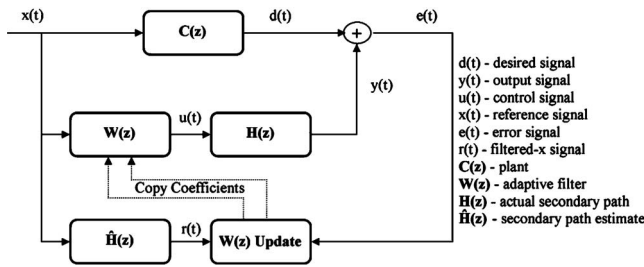 x(t)
C(z)
d(t)
+
e(t)
y(t)
W(z)
u(t)
H(z)
Copy Coefficients
Ĥ(z)
r(t)
W(z) Update
d(t) - desired signal
y(t) - output signal
u(t) - control signal
x(t) - reference signal
e(t) - error signal
r(t) - filtered-x signal
C(z) - plant
W(z) - adaptive filter
H(z) - actual secondary path
Ĥ(z) - secondary path estimate